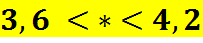 3,6 < * < 4,2